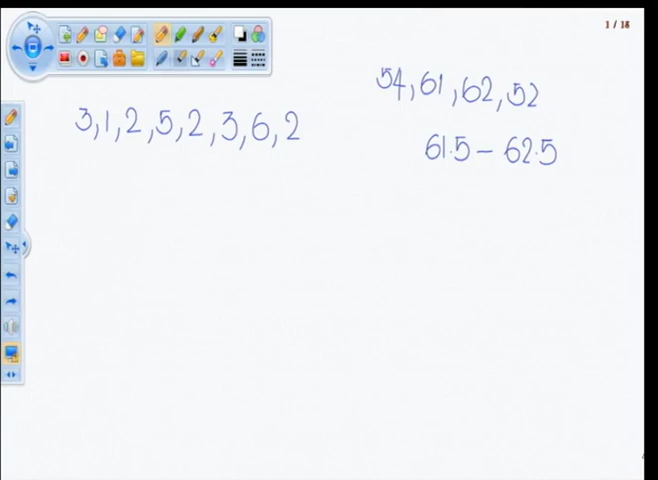 1 / 18
54, 61, 62, 52
3, 1, 2, 5, 2, 3, 6, 2
61.5 - 62.5